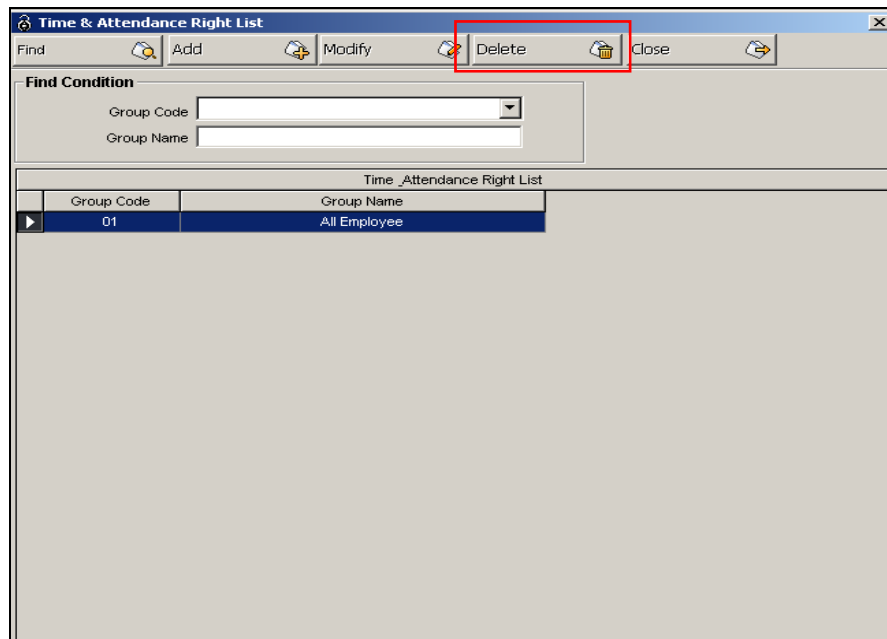 Time & Attendance Right List
Find Add Modify Delete Close
Find Condition
Group Code
Group Name
Time _Attendance Right List
Group Code Group Name
01 All Employee